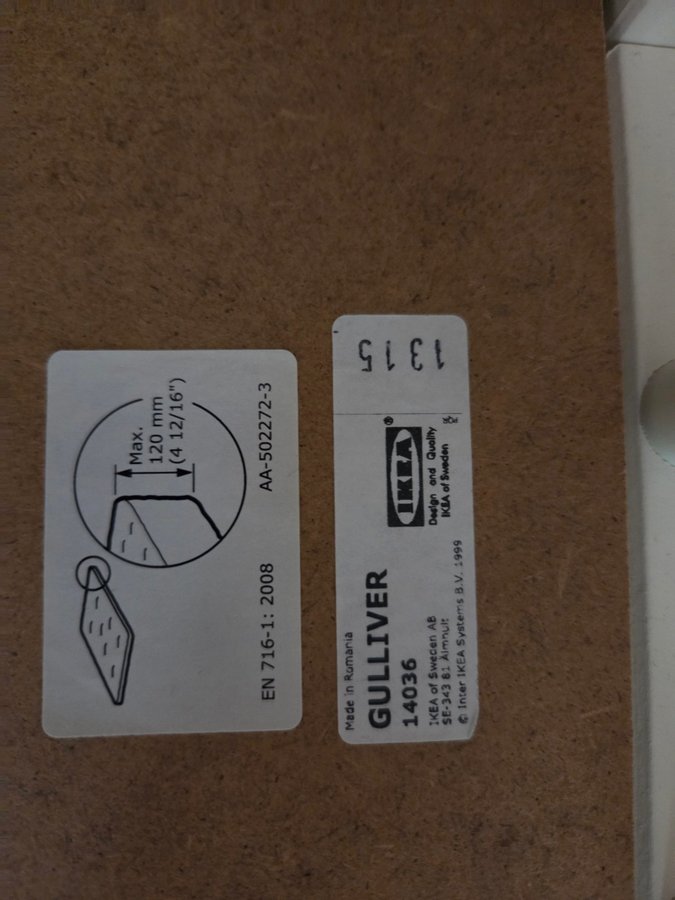 Max.
120 mm
(4 12/16")
EN 716-1: 2008
AA-502272-3
Made in Romania
GULLIVER
14036
IKEA of Sweden AB
SE-343 81 Älmhult
© Inter IKEA Systems B.V. 1999
IKEA®
Design and Quality
IKEA of Sweden
1315